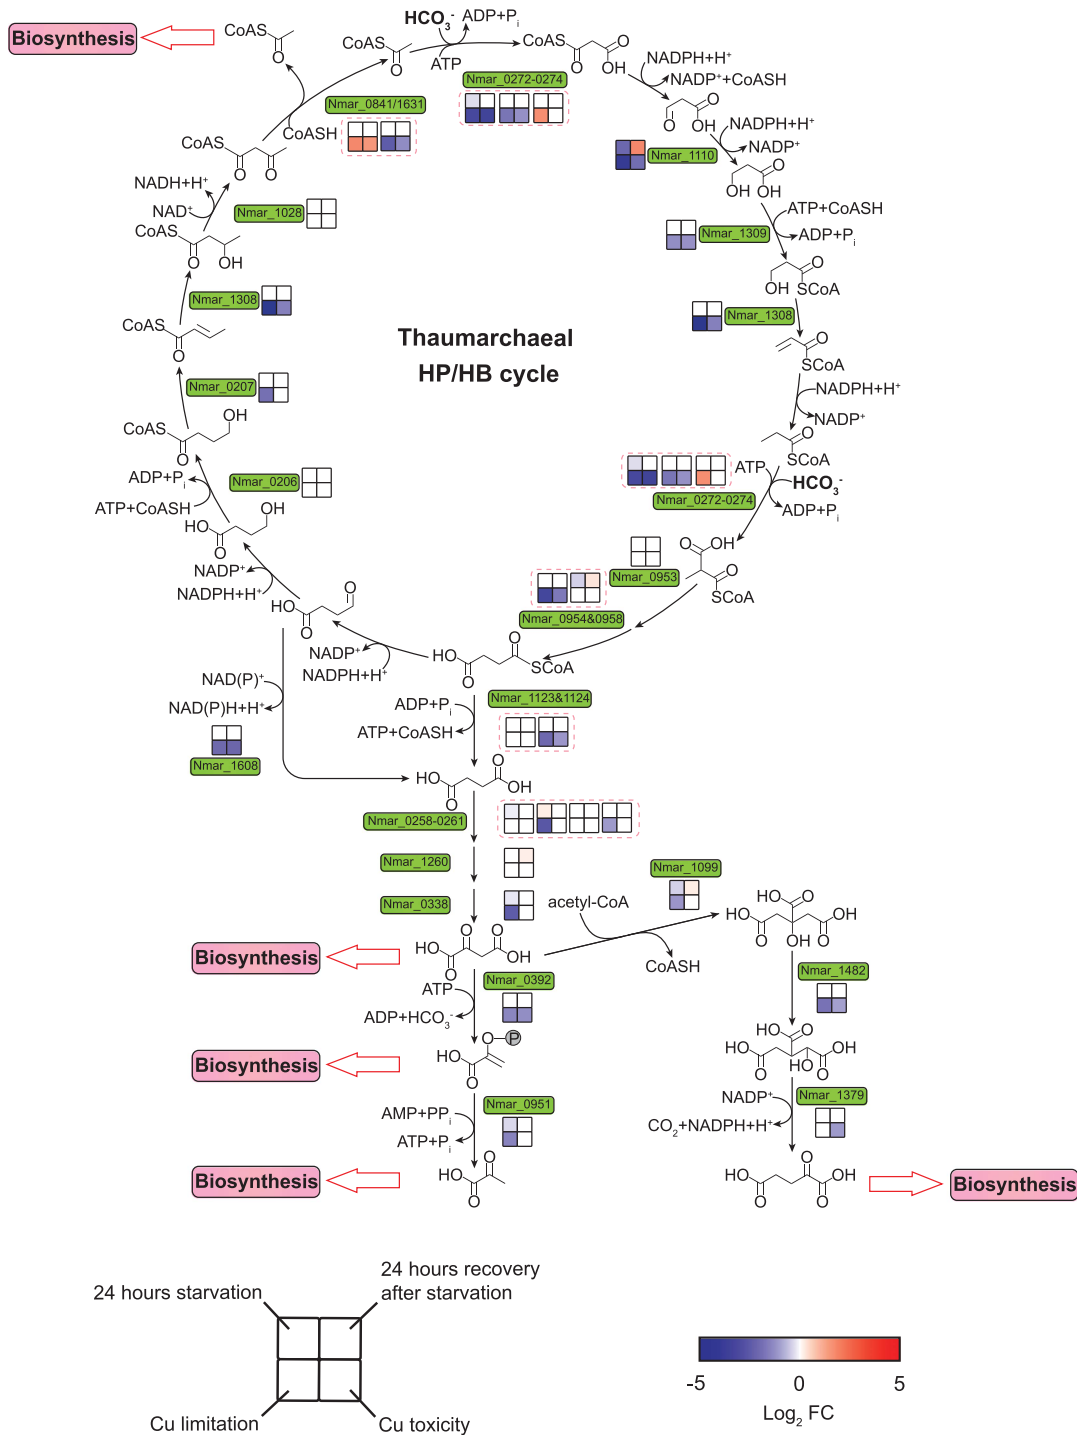 Biosynthesis
CoAS
O
CoAS
O
HCO3-
ADP+Pi
ATP
CoAS
O
O
OH
NADPH+H+
NADP++CoASH
Nmar_0272-0274
Nmar_0841/1631
CoASH
O
O
OH
NADPH+H+
NADP+
Nmar_1110
CoAS
O
O
NADH+H+
NAD+
Nmar_1028
O
OH
OH
ATP+CoASH
ADP+Pi
Nmar_1309
CoAS
O
OH
O
OH
SCoA
Nmar_1308
Nmar_1308
CoAS
O
O
SCoA
Thaumarchaeal
HP/HB cycle
Nmar_0207
NADPH+H+
NADP+
OH
CoAS
O
O
SCoA
ADP+Pi
Nmar_0206
ATP+CoASH
ATP
HCO3-
ADP+Pi
Nmar_0272-0274
OH
HO
O
OH
O
O
SCoA
Nmar_0953
NADP+
NADPH+H+
O
HO
O
Nmar_0954&0958
NADP+
NADPH+H+
O
HO
O
SCoA
NAD(P)+
NAD(P)H+H+
Nmar_1608
ADP+Pi
ATP+CoASH
Nmar_1123&1124
O
HO
OH
O
Nmar_0258-0261
Nmar_1260
Nmar_0338
acetyl-CoA
CoASH
Nmar_1099
HO
O
HO
O
OH
O
OH
Biosynthesis
O
O
HO
OH
O
Nmar_0392
ATP
ADP+HCO3-
Nmar_1482
Biosynthesis
O
P
HO
O
HO
O
HO
OH
O
HO
O
Nmar_0951
AMP+PPi
ATP+Pi
NADP+
CO2+NADPH+H+
Nmar_1379
Biosynthesis
O
HO
O
O
HO
OH
O
O
Biosynthesis
24 hours starvation
24 hours recovery
after starvation
Cu limitation
Cu toxicity
-5
0
5
Log2 FC